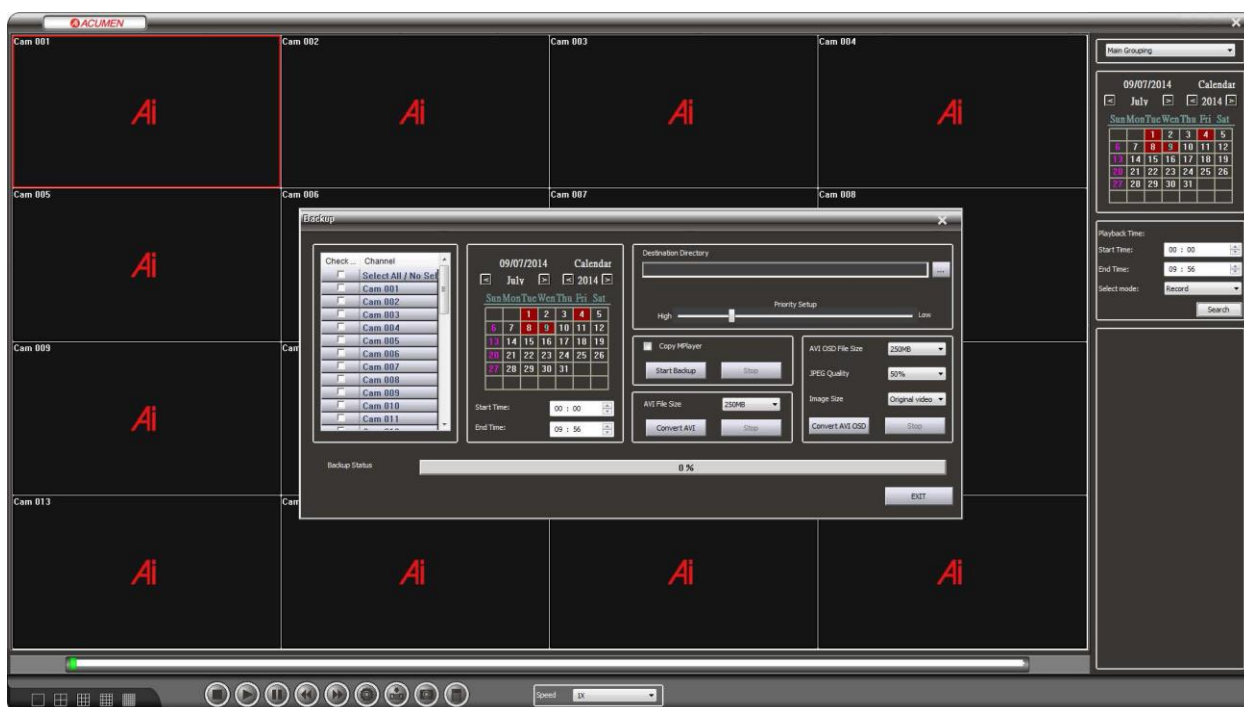 ACUMEN
Cam 001
Cam 002
Cam 003
Cam 004
Ai
Ai
Ai
Ai
Cam 005
Cam 006
Cam 007
Cam 008
Ai
Cam 009
Cam
Ai
Cam 013
Cam
Ai
Ai
Ai
Ai
Backup
Check... Channel
Select All / No Sel
Cam 001
Cam 002
Cam 003
Cam 004
Cam 005
Cam 006
Cam 007
Cam 008
Cam 009
Cam 010
Cam 011
09/07/2014 Calendar
July 2014
Sun Mon Tue Wen Thu Fri Sat
1 2 3 4 5
6 7 8 9 10 11 12
13 14 15 16 17 18 19
20 21 22 23 24 25 26
27 28 29 30 31
Start Time: 00 : 00
End Time: 09 : 56
Destination Directory
...
Priority Setup
High Low
Copy MPlayer
Start Backup Stop
AVI File Size 250MB
Convert AVI Stop
AVI OSD File Size 250MB
JPEG Quality 50%
Image Size Original video
Convert AVI OSD Stop
Backup Status 0 %
EXIT
Main Grouping
09/07/2014 Calendar
July 2014
Sun Mon Tue Wen Thu Fri Sat
1 2 3 4 5
6 7 8 9 10 11 12
13 14 15 16 17 18 19
20 21 22 23 24 25 26
27 28 29 30 31
Playback Time:
Start Time: 00 : 00
End Time: 09 : 56
Select mode: Record
Search
Speed 1X